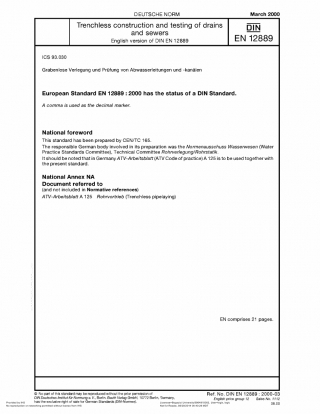 DEUTSCHE NORM
March 2000
Trenchless construction and testing of drains
and sewers
English version of DIN EN 12889
DIN
EN 12889
ICS 93.030
Grabenlose Verlegung und Prüfung von Abwasserleitungen und -kanälen
European Standard EN 12889 : 2000 has the status of a DIN Standard.
A comma is used as the decimal marker.
National foreword
This standard has been prepared by CEN/TC 165.
The responsible German body involved in its preparation was the Normenausschuss Wasserwesen (Water
Practice Standards Committee), Technical Committee Rohrverlegung/Rohrstatik.
It should be noted that in Germany ATV-Arbeitsblatt (ATV Code of practice) A 125 is to be used together with
the present standard.
National Annex NA
Document referred to
(and not included in Normative references)
ATV-Arbeitsblatt A 125 Rohrvortrieb (Trenchless pipelaying)
EN comprises 21 pages.
© No part of this standard may be reproduced without the prior permission of
DIN Deutsches Institut für Normung e. V., Berlin. Beuth Verlag GmbH, 10772 Berlin, Germany,
has the exclusive right of sale for German Standards (DIN-Normen).
Ref. No. DIN EN 12889 : 2000-03
English price group 12 Sales No. 1112